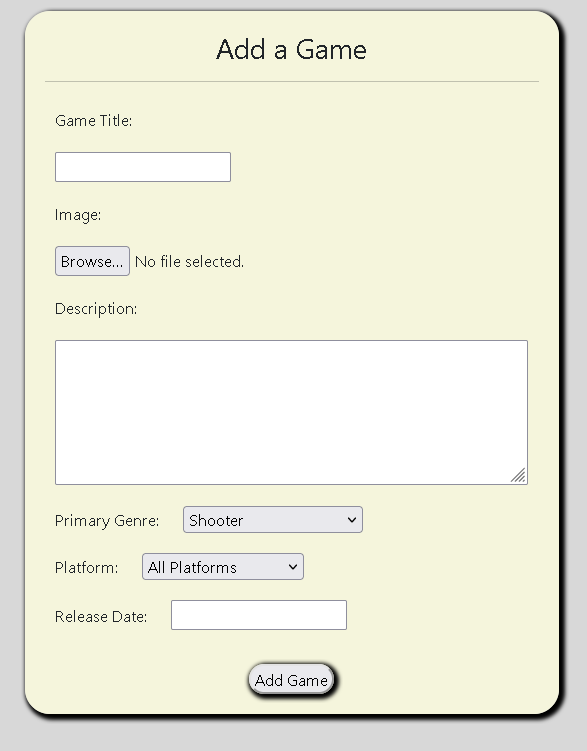 Add a Game
Game Title:
Image:
Browse... No file selected.
Description:
Primary Genre: Shooter
Platform: All Platforms
Release Date:
Add Game